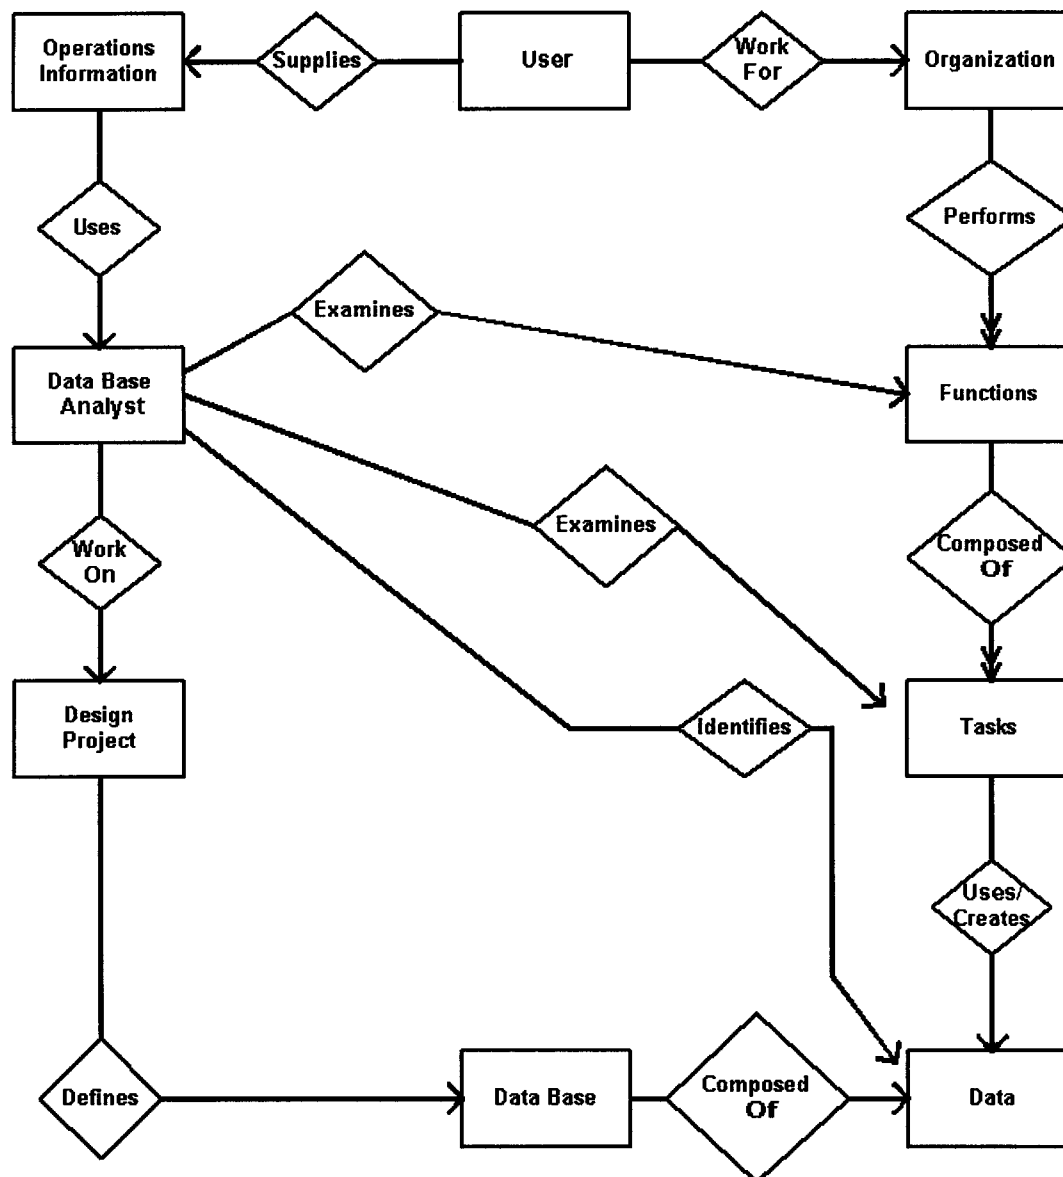 Operations
Information
Supplies
User
Work
For
Organization
Uses
Performs
Examines
Data Base
Analyst
Functions
Examines
Work
On
Composed
Of
Design
Project
Identifies
Tasks
Uses/
Creates
Defines
Data Base
Composed
Of
Data